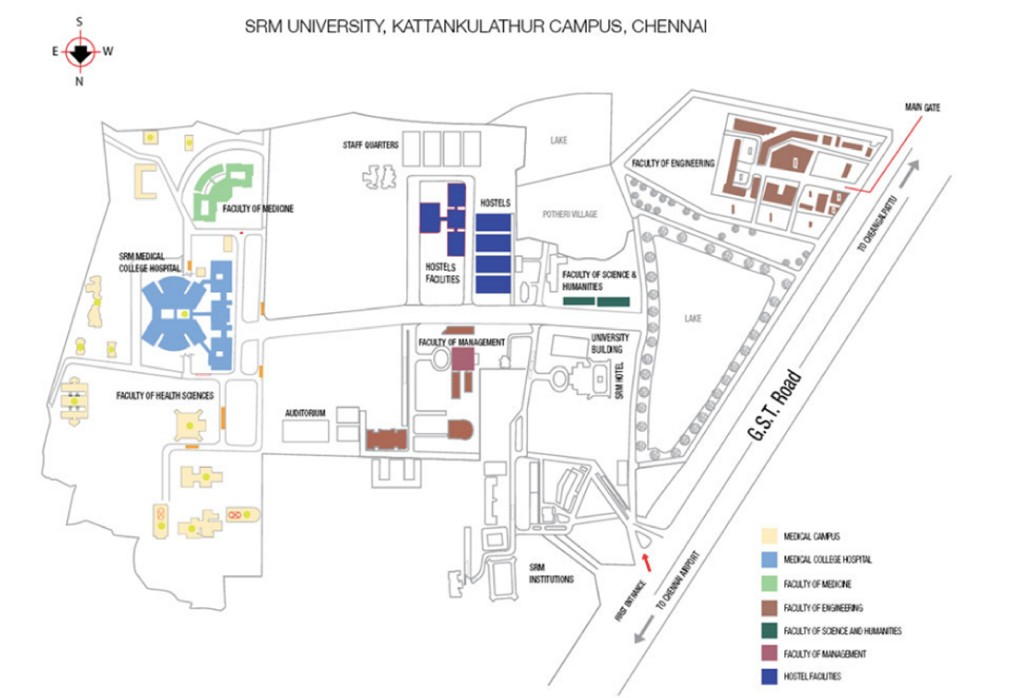 SRM UNIVERSITY, KATTANKULATHUR CAMPUS, CHENNAI
S
E W
N
MAIN GATE
STAFF QUARTERS
LAKE
FACULTY OF ENGINEERING
FACULTY OF MEDICINE
HOSTELS
POTHERI VILLAGE
TO CHENGALPATTU
SRM MEDICAL
COLLEGE HOSPITAL
HOSTELS
FACILITIES
FACULTY OF SCIENCE &
HUMANITIES
LAKE
FACULTY OF MANAGEMENT
UNIVERSITY
BUILDING
SRM HOTEL
FACULTY OF HEALTH SCIENCES
AUDITORIUM
G.S.T. Road
SRM
INSTITUTIONS
FIRST ENTRANCE
TO CHENNAI AIRPORT
MEDICAL CAMPUS
MEDICAL COLLEGE HOSPITAL
FACULTY OF MEDICINE
FACULTY OF ENGINEERING
FACULTY OF SCIENCE AND HUMANITIES
FACULTY OF MANAGEMENT
HOSTEL FACILITIES